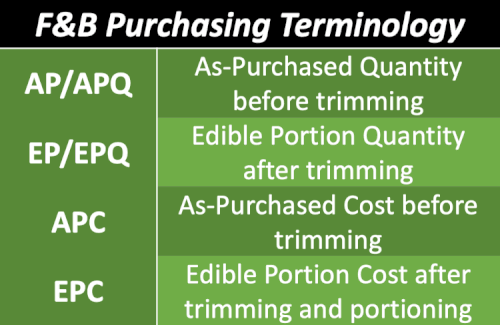 F&B Purchasing Terminology
AP/APQ
As-Purchased Quantity
before trimming
EP/EPQ
Edible Portion Quantity
after trimming
APC
As-Purchased Cost before
trimming
EPC
Edible Portion Cost after
trimming and portioning